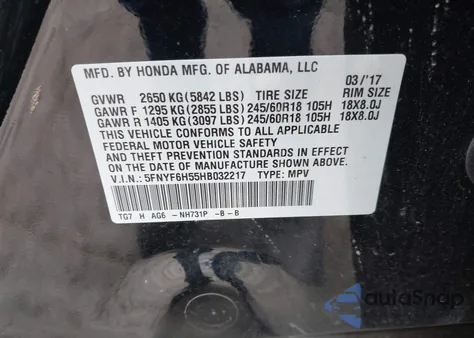 MFD. BY HONDA MFG. OF ALABAMA, LLC 03/'17
GVWR 2650 KG(5842 LBS) TIRE SIZE RIM SIZE
GAWR F 1295 KG(2855 LBS) 245/60R18 105H 18X8.0J
GAWR R 1405 KG(3097 LBS) 245/60R18 105H 18X8.0J
THIS VEHICLE CONFORMS TO ALL APPLICABLE
FEDERAL MOTOR VEHICLE SAFETY
AND THEFT PREVENTION STANDARDS IN EFFECT
ON THE DATE OF MANUFACTURE SHOWN ABOVE.
V.I.N.: 5FNYF6H55HB032217 TYPE: MPV
TG7 H AG6 -NH731P -B -B
AutoSnap